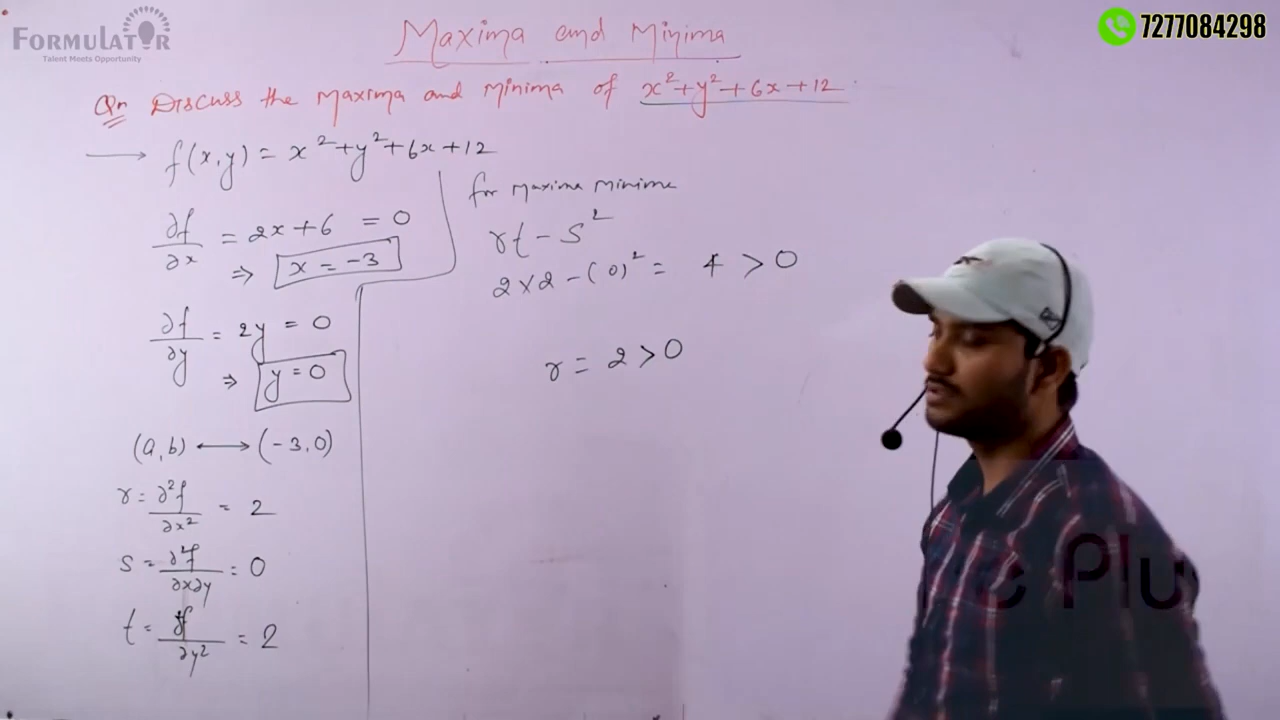 FORMULATOR
Talent Meets Opportunity
7277084298
Maxima and Minima
Qn Discuss the Maxima and Minima of x²+y²+6x+12
→ f(x,y) = x²+y²+6x+12
∂f/∂x = 2x+6 = 0
⇒ x = -3
∂f/∂y = 2y = 0
⇒ y = 0
(a,b) ⟷ (-3,0)
r = ∂²f/∂x² = 2
s = ∂²f/∂x∂y = 0
t = ∂²f/∂y² = 2
for Maxima Minima
rt - s²
2×2 - (0)² = 4 > 0
r = 2 > 0